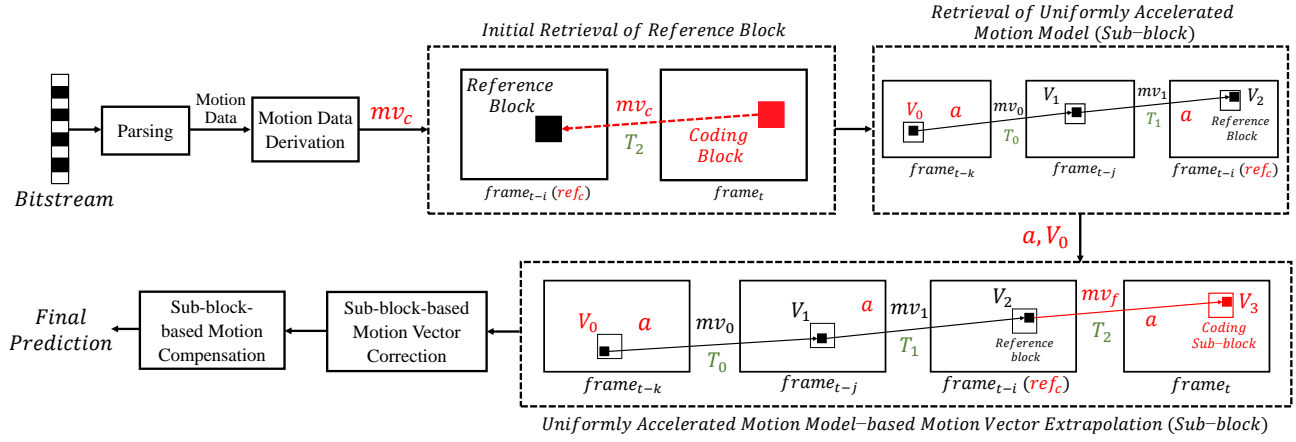 Initial Retrieval of Reference Block
Retrieval of Uniformly Accelerated
Motion Model (Sub−block)
Bitstream
Parsing
Motion
Data
Motion Data
Derivation
mv_c
Reference
Block
mv_c
T_2
Coding
Block
frame_{t−i} (ref_c)
frame_t
V_0
a
mv_0
T_0
V_1
mv_1
T_1
a
V_2
Reference
Block
frame_{t−k}
frame_{t−j}
frame_{t−i} (ref_c)
a, V_0
Final
Prediction
Sub-block-
based Motion
Compensation
Sub-block-based
Motion Vector
Correction
V_0
a
mv_0
T_0
V_1
a
mv_1
T_1
V_2
Reference
block
mv_f
T_2
a
V_3
Coding
Sub−block
frame_{t−k}
frame_{t−j}
frame_{t−i} (ref_c)
frame_t
Uniformly Accelerated Motion Model−based Motion Vector Extrapolation (Sub−block)